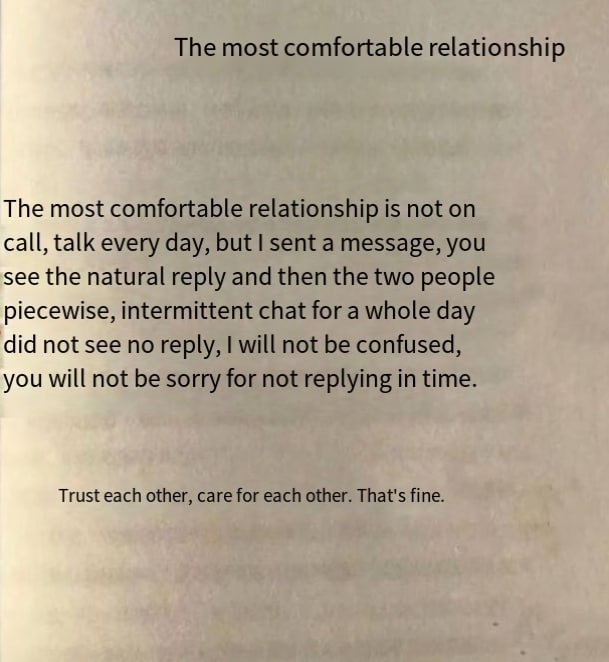 The most comfortable relationship
The most comfortable relationship is not on
call, talk every day, but I sent a message, you
see the natural reply and then the two people
piecewise, intermittent chat for a whole day
did not see no reply, I will not be confused,
you will not be sorry for not replying in time.
Trust each other, care for each other. That's fine.